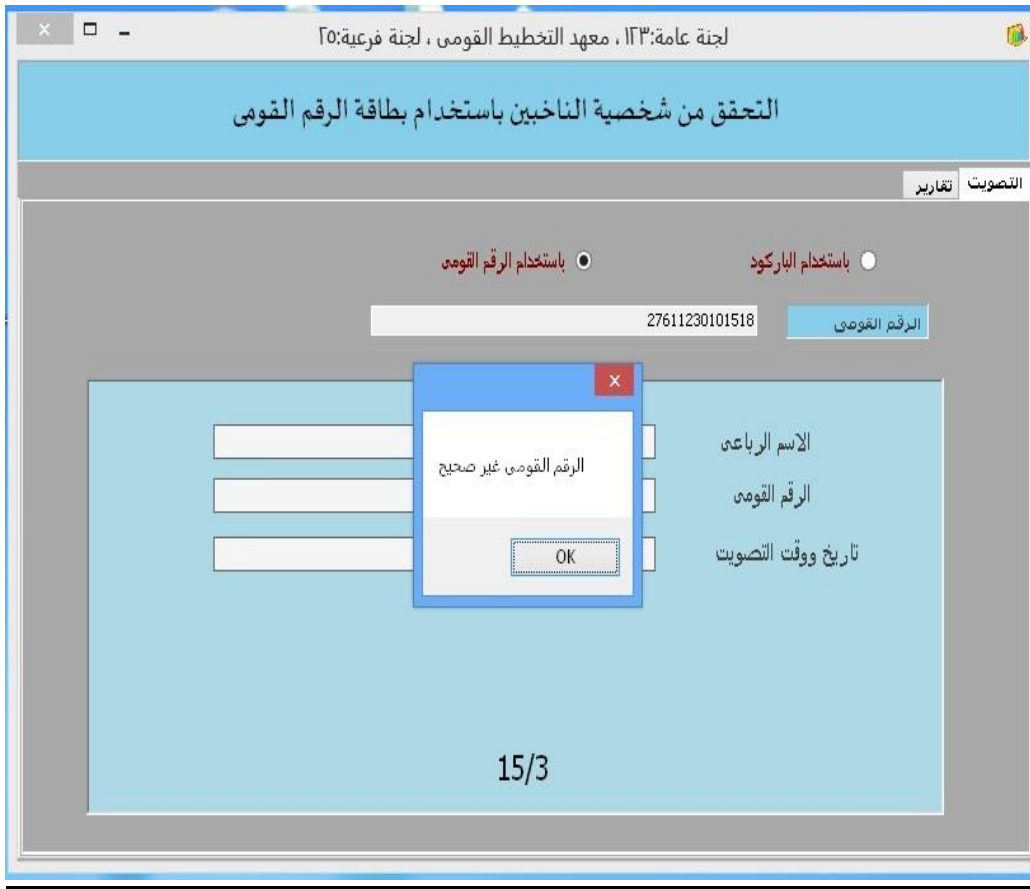 لجنة عامة:١٢٣ ، معهد التخطيط القومى ، لجنة فرعية:٢٥
التحقق من شخصية الناخبين باستخدام بطاقة الرقم القومى
التصويت تقارير
باستخدام الباركود باستخدام الرقم القومى
الرقم القومى 27611230101518
الاسم الرباعى
الرقم القومى
تاريخ ووقت التصويت
الرقم القومى غير صحيح
OK
15/3